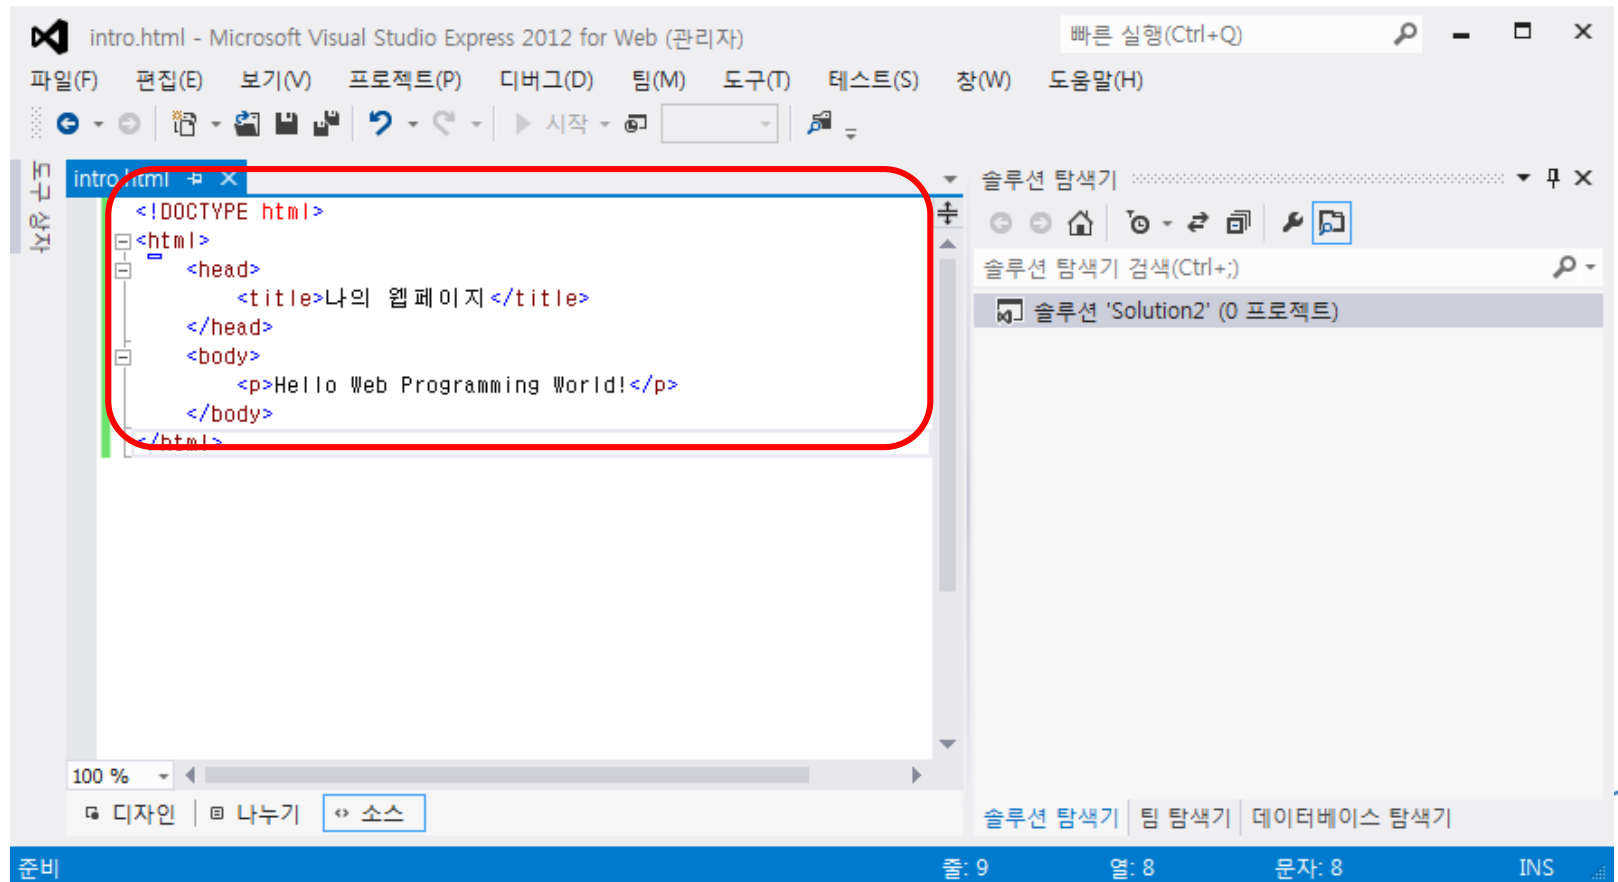 intro.html - Microsoft Visual Studio Express 2012 for Web (관리자)
빠른 실행(Ctrl+Q)
파일(F) 편집(E) 보기(V) 프로젝트(P) 디버그(D) 팀(M) 도구(T) 테스트(S) 창(W) 도움말(H)
시작
도구 상자
intro.html
<!DOCTYPE html>
<html>
<head>
<title>나의 웹페이지</title>
</head>
<body>
<p>Hello Web Programming World!</p>
</body>
</html>
100 %
디자인 나누기 소스
솔루션 탐색기
솔루션 탐색기 검색(Ctrl+;)
솔루션 'Solution2' (0 프로젝트)
솔루션 탐색기 팀 탐색기 데이터베이스 탐색기
준비 줄: 9 열: 8 문자: 8 INS